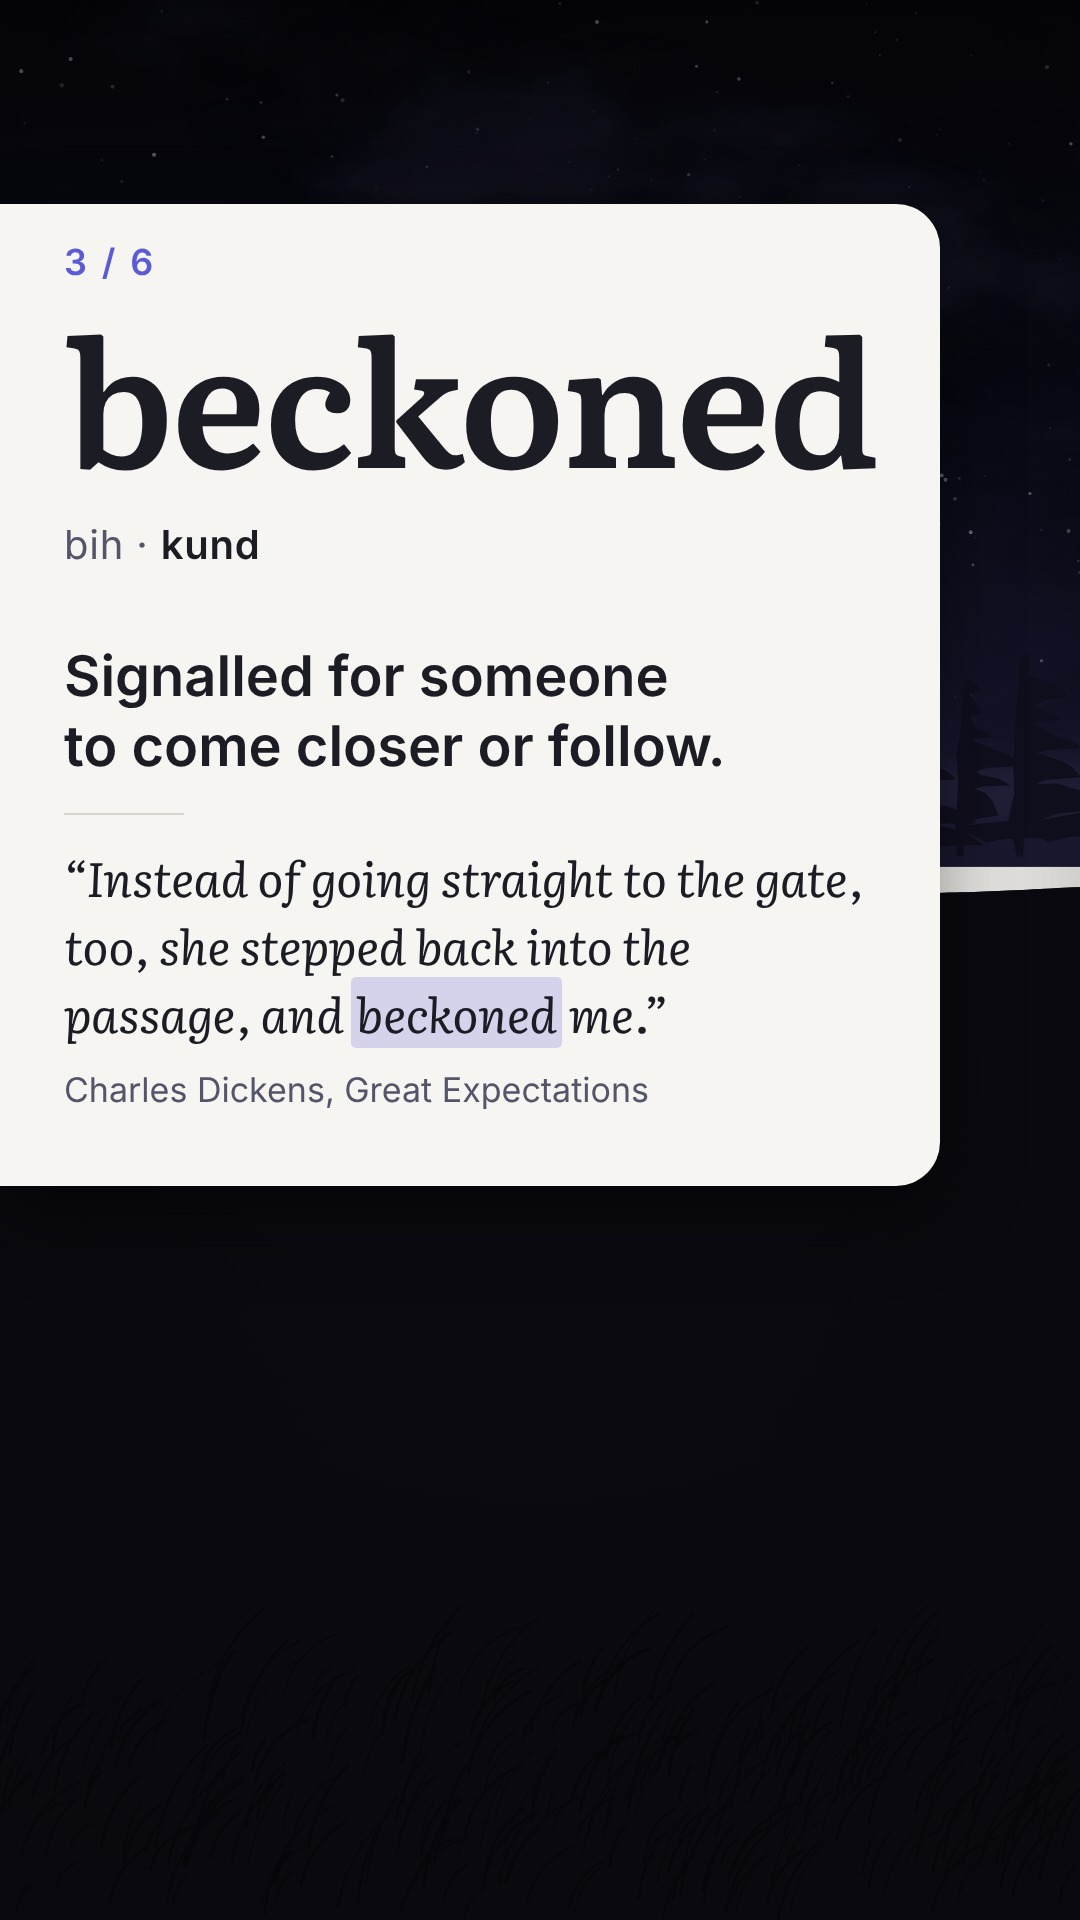 3 / 6
beckoned
bih · kund
Signalled for someone
to come closer or follow.
“Instead of going straight to the gate,
too, she stepped back into the
passage, and beckoned me.”
Charles Dickens, Great Expectations